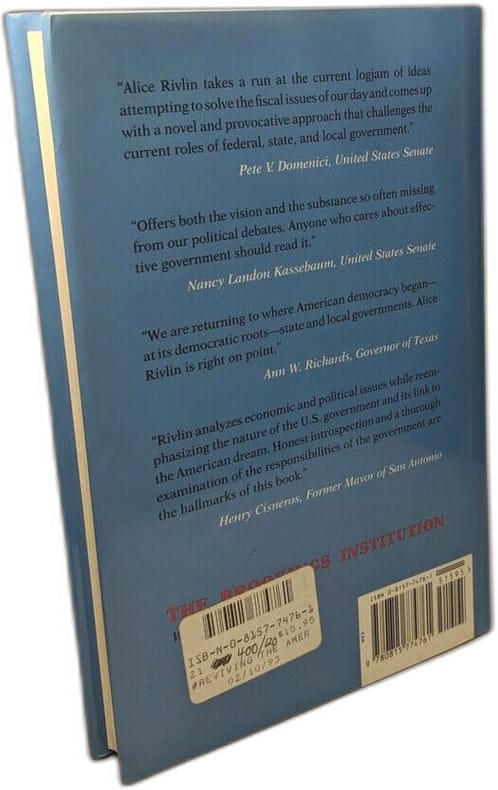 “Alice Rivlin takes a run at the current logjam of ideas
attempting to solve the fiscal issues of our day and comes up
with a novel and provocative approach that challenges the
current roles of federal, state, and local government.”
Pete V. Domenici, United States Senate
“Offers both the vision and the substance so often missing
from our political debates. Anyone who cares about effec-
tive government should read it.”
Nancy Landon Kassebaum, United States Senate
“We are returning to where American democracy began—
at its democratic roots—state and local governments. Alice
Rivlin is right on point.”
Ann W. Richards, Governor of Texas
“Rivlin analyzes economic and political issues while reem-
phasizing the nature of the U.S. government and its link to
the American dream. Honest introspection and a thorough
examination of the responsibilities of the government are
the hallmarks of this book.”
Henry Cisneros, Former Mayor of San Antonio
THE BROOKINGS INSTITUTION
ISB-N-0-8157-7476-1
21 400/20 $15.95
#REVIVING THE AMER
02/10/93
ISBN 0-8157-7476-1
51595>
9 780815 774761